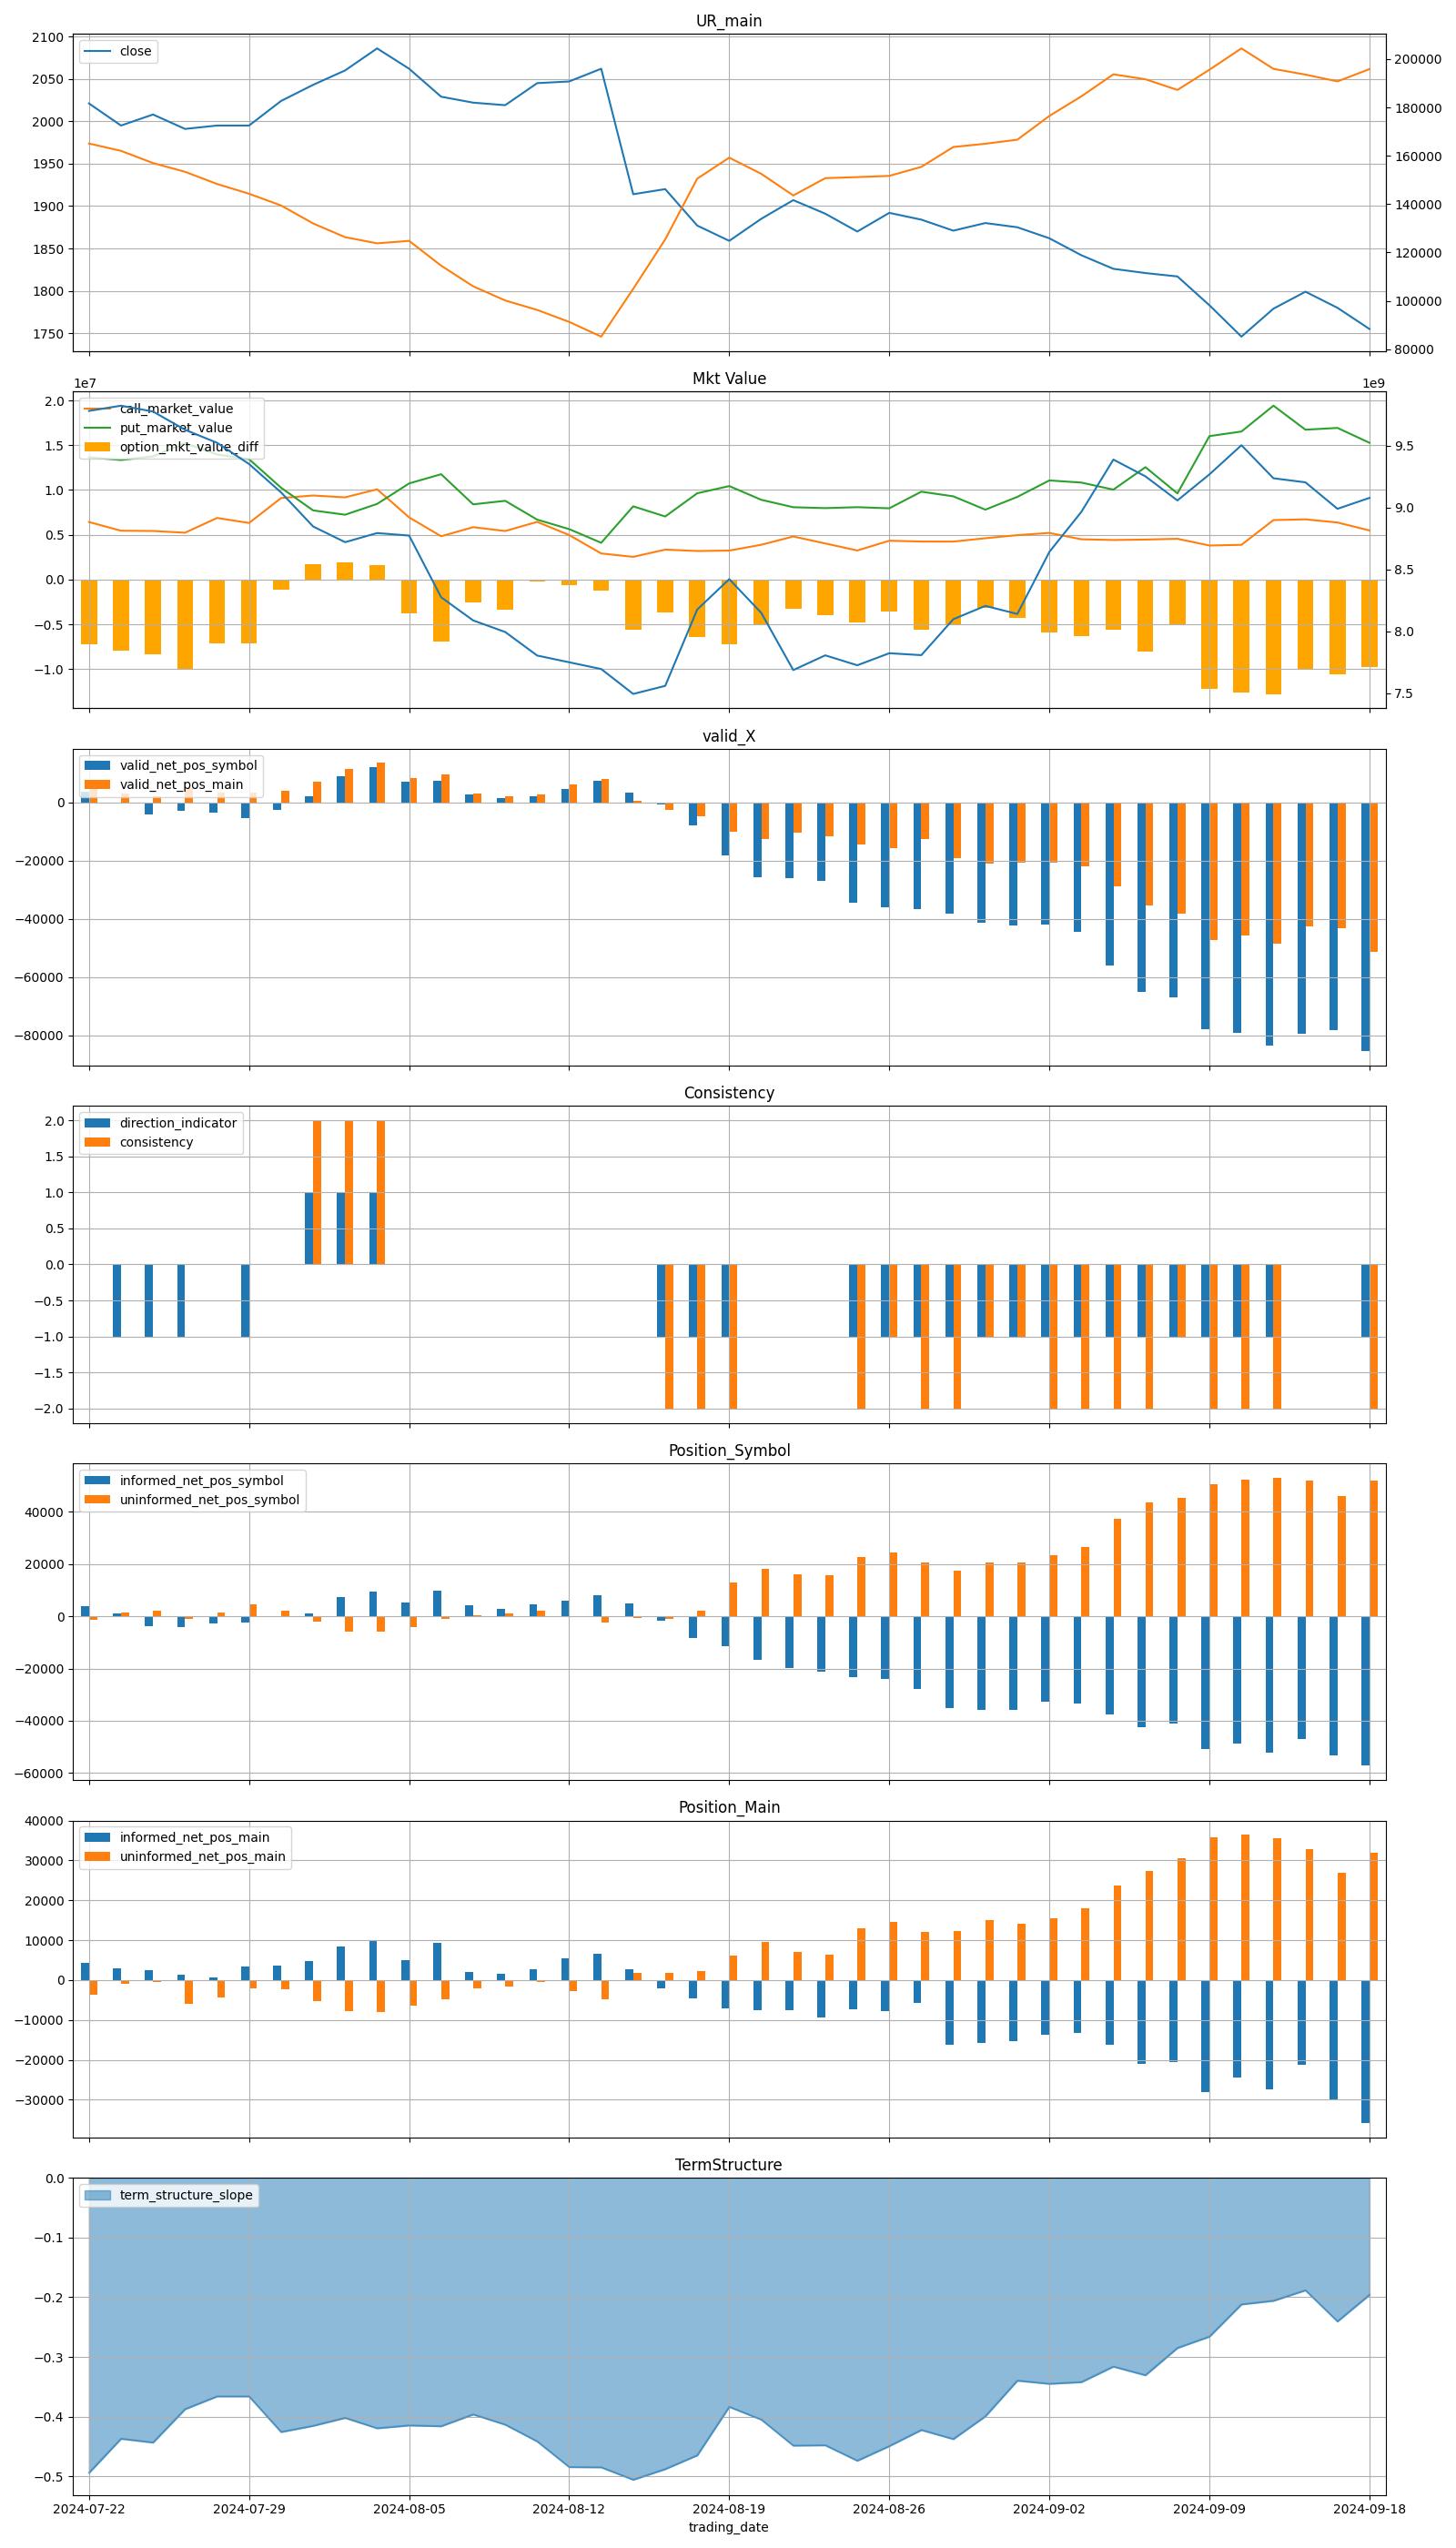 UR_main
close
2100
2050
2000
1950
1900
1850
1800
1750
200000
180000
160000
140000
120000
100000
80000
Mkt Value
1e7
1e9
call_market_value
put_market_value
option_mkt_value_diff
2.0
1.5
1.0
0.5
0.0
−0.5
−1.0
9.5
9.0
8.5
8.0
7.5
valid_X
valid_net_pos_symbol
valid_net_pos_main
0
−20000
−40000
−60000
−80000
Consistency
direction_indicator
consistency
2.0
1.5
1.0
0.5
0.0
−0.5
−1.0
−1.5
−2.0
Position_Symbol
informed_net_pos_symbol
uninformed_net_pos_symbol
40000
20000
0
−20000
−40000
−60000
Position_Main
informed_net_pos_main
uninformed_net_pos_main
40000
30000
20000
10000
0
−10000
−20000
−30000
TermStructure
term_structure_slope
0.0
−0.1
−0.2
−0.3
−0.4
−0.5
2024-07-22 2024-07-29 2024-08-05 2024-08-12 2024-08-19 2024-08-26 2024-09-02 2024-09-09 2024-09-18
trading_date